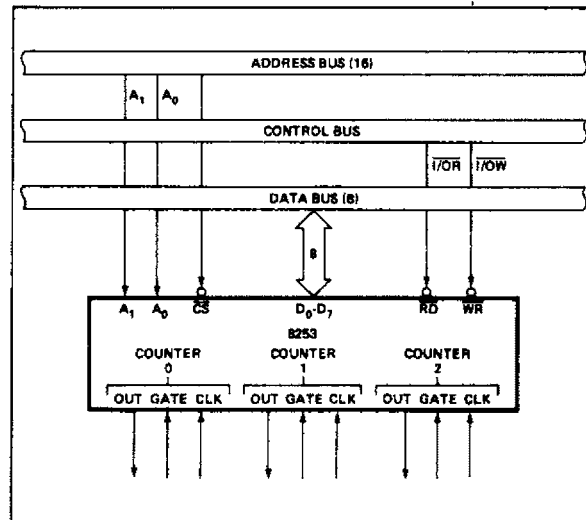 ADDRESS BUS (16)
A1 A0
CONTROL BUS
I/OR I/OW
DATA BUS (8)
8
A1 A0 CS D0-D7 RD WR
8253
COUNTER 0 COUNTER 1 COUNTER 2
OUT GATE CLK OUT GATE CLK OUT GATE CLK